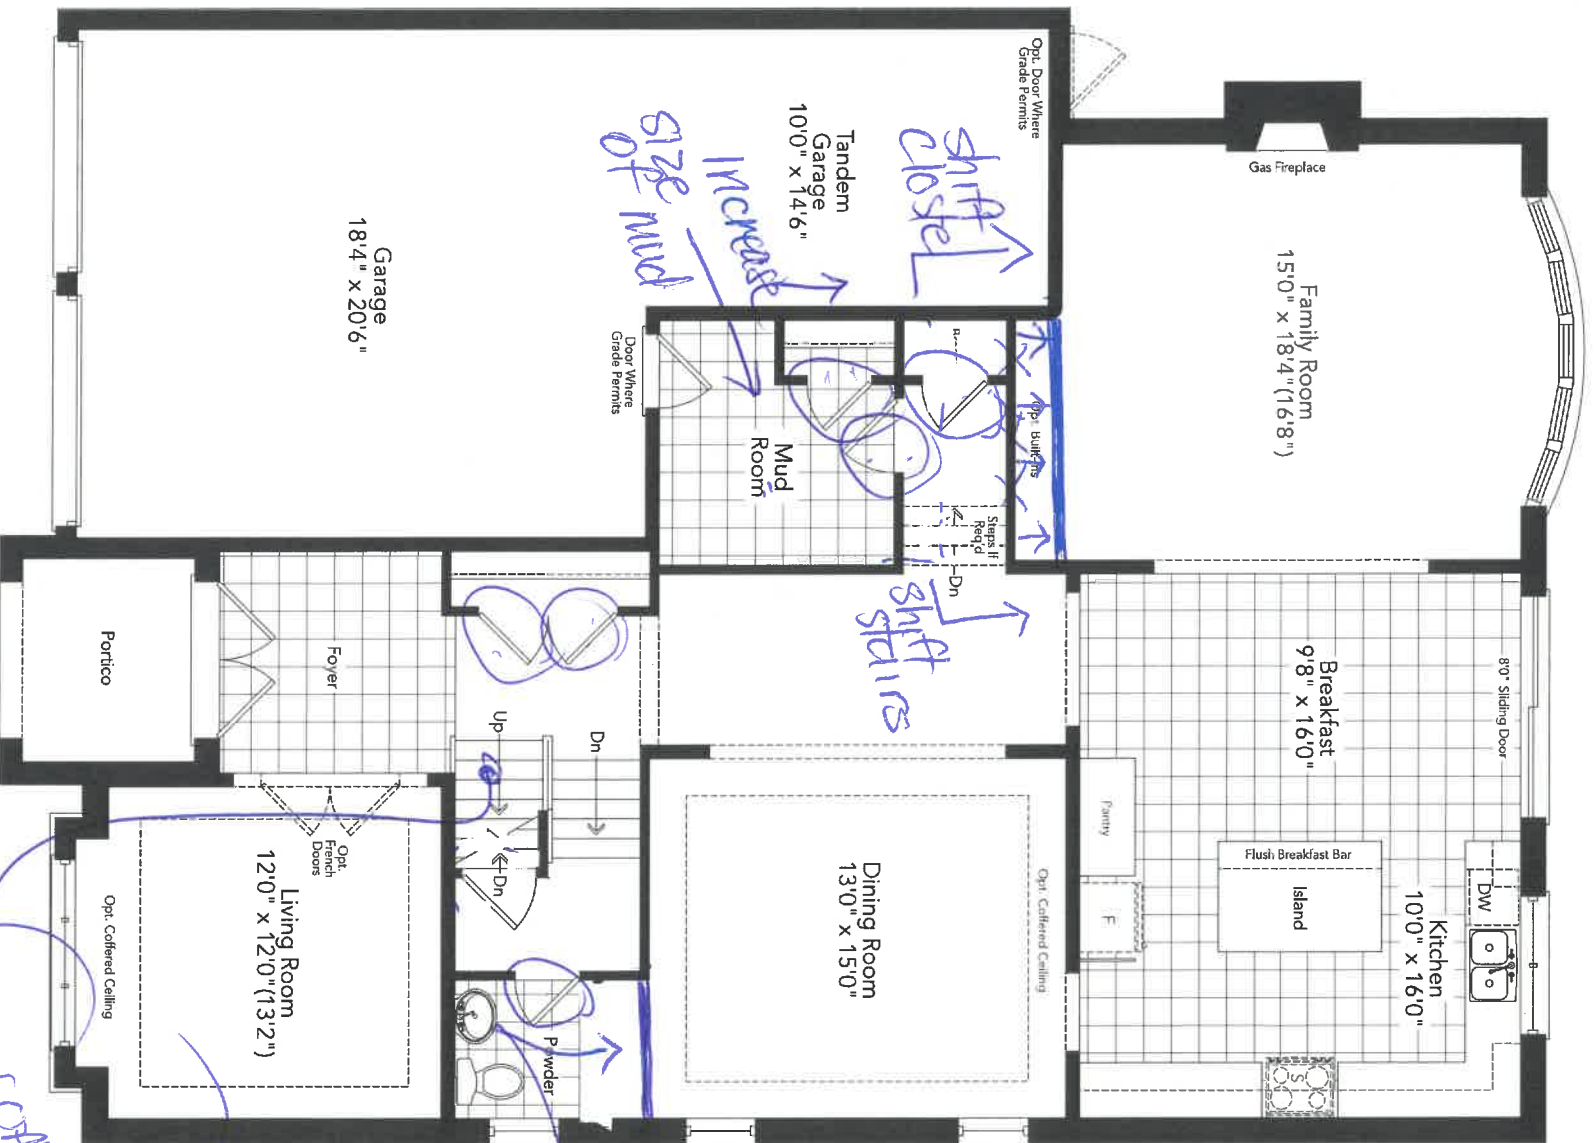 Opt. Door Where
Grade Permits
Tandem
Garage
10'0" x 14'6"
shift
closte
Increase
size
of mud
Garage
18'4" x 20'6"
Door Where
Grade Permits
Gas Fireplace
Family Room
15'0" x 18'4"(16'8")
Opt. Built-ins
Mud
Room
Steps If
Req'd
Dn
shift
stairs
Portico
Foyer
Up
Dn
Dn
Opt.
French
Doors
Living Room
12'0" x 12'0"(13'2")
Opt. Coffered Ceiling
Powder
Dining Room
13'0" x 15'0"
Opt. Coffered Ceiling
Breakfast
9'8" x 16'0"
8'0" Sliding Door
Pantry
F
Flush Breakfast Bar
Island
DW
Kitchen
10'0" x 16'0"
S